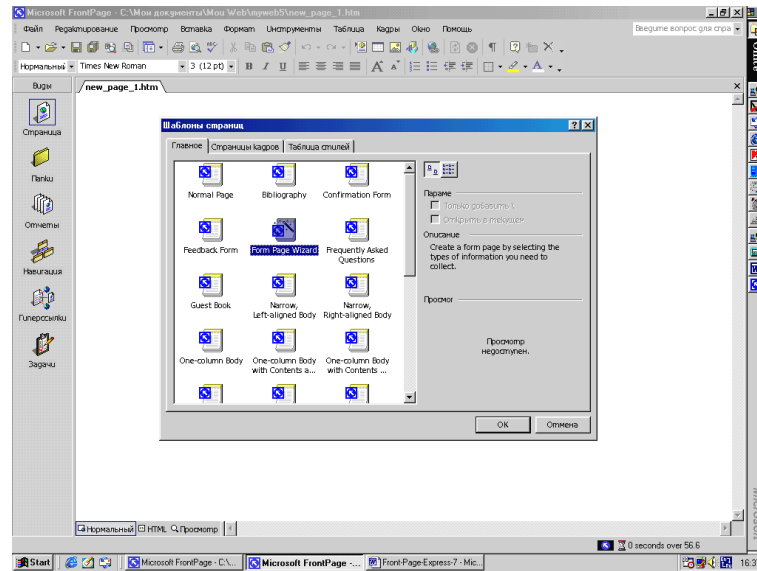 Microsoft FrontPage - C:\Мои документы\Мои Web\myweb5\new_page_1.htm
Файл Редактирование Просмотр Вставка Формат Инструменты Таблица Кадры Окно Помощь
Введите вопрос для спра
Нормальный Times New Roman 3 (12 pt)
Виды
new_page_1.htm
Страница
Папки
Отчеты
Навигация
Гиперссылки
Задачи
Шаблоны страниц
Главное Страницы кадров Таблица стилей
Normal Page Bibliography Confirmation Form
Feedback Form Form Page Wizard Frequently Asked
Questions
Guest Book Narrow, Narrow,
Left-aligned Body Right-aligned Body
One-column Body One-column Body One-column Body
with Contents a... with Contents ...
Параме
Только добавить t.
Открыть в текущем
Описание
Create a form page by selecting the
types of information you need to
collect.
Просмот
Просмотр
недоступен.
OK Отмена
Нормальный HTML Просмотр
0 seconds over 56.6
Start Microsoft FrontPage - C:\... Microsoft FrontPage -... Front-Page-Express-7 - Mic...
16:3